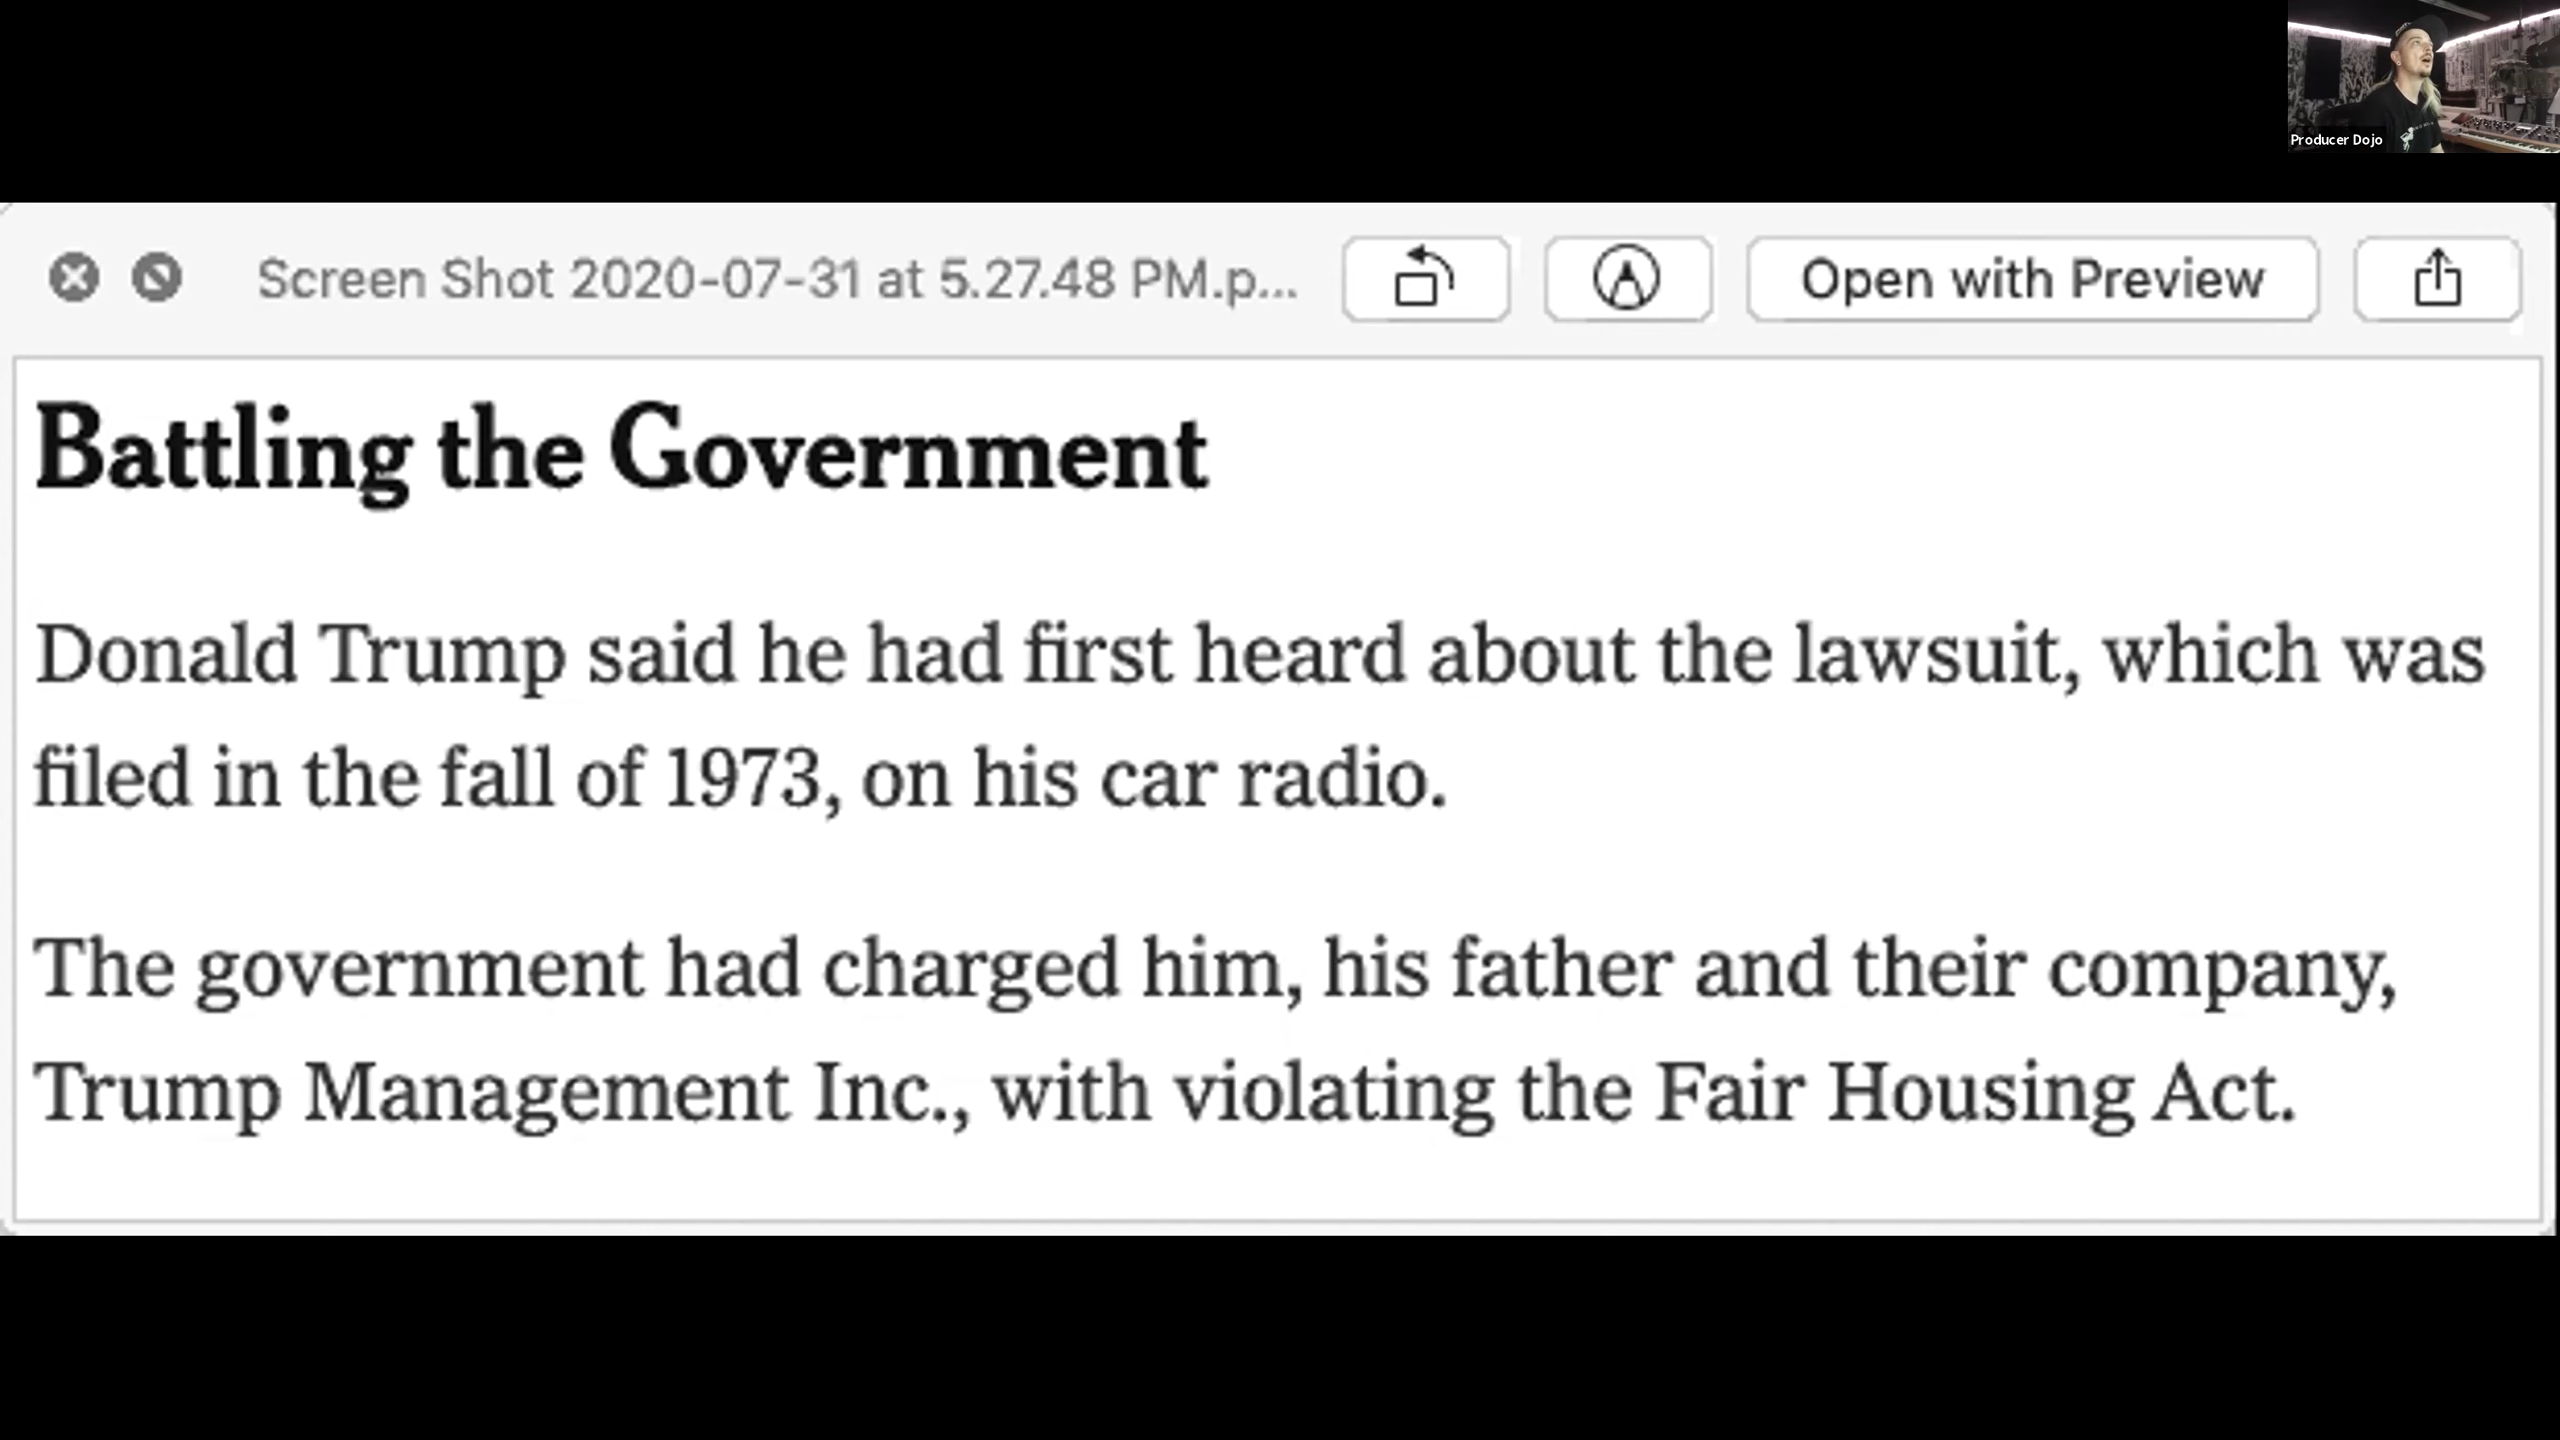 Producer Dojo
Screen Shot 2020-07-31 at 5.27.48 PM.p...
Open with Preview
Battling the Government
Donald Trump said he had first heard about the lawsuit, which was
filed in the fall of 1973, on his car radio.
The government had charged him, his father and their company,
Trump Management Inc., with violating the Fair Housing Act.